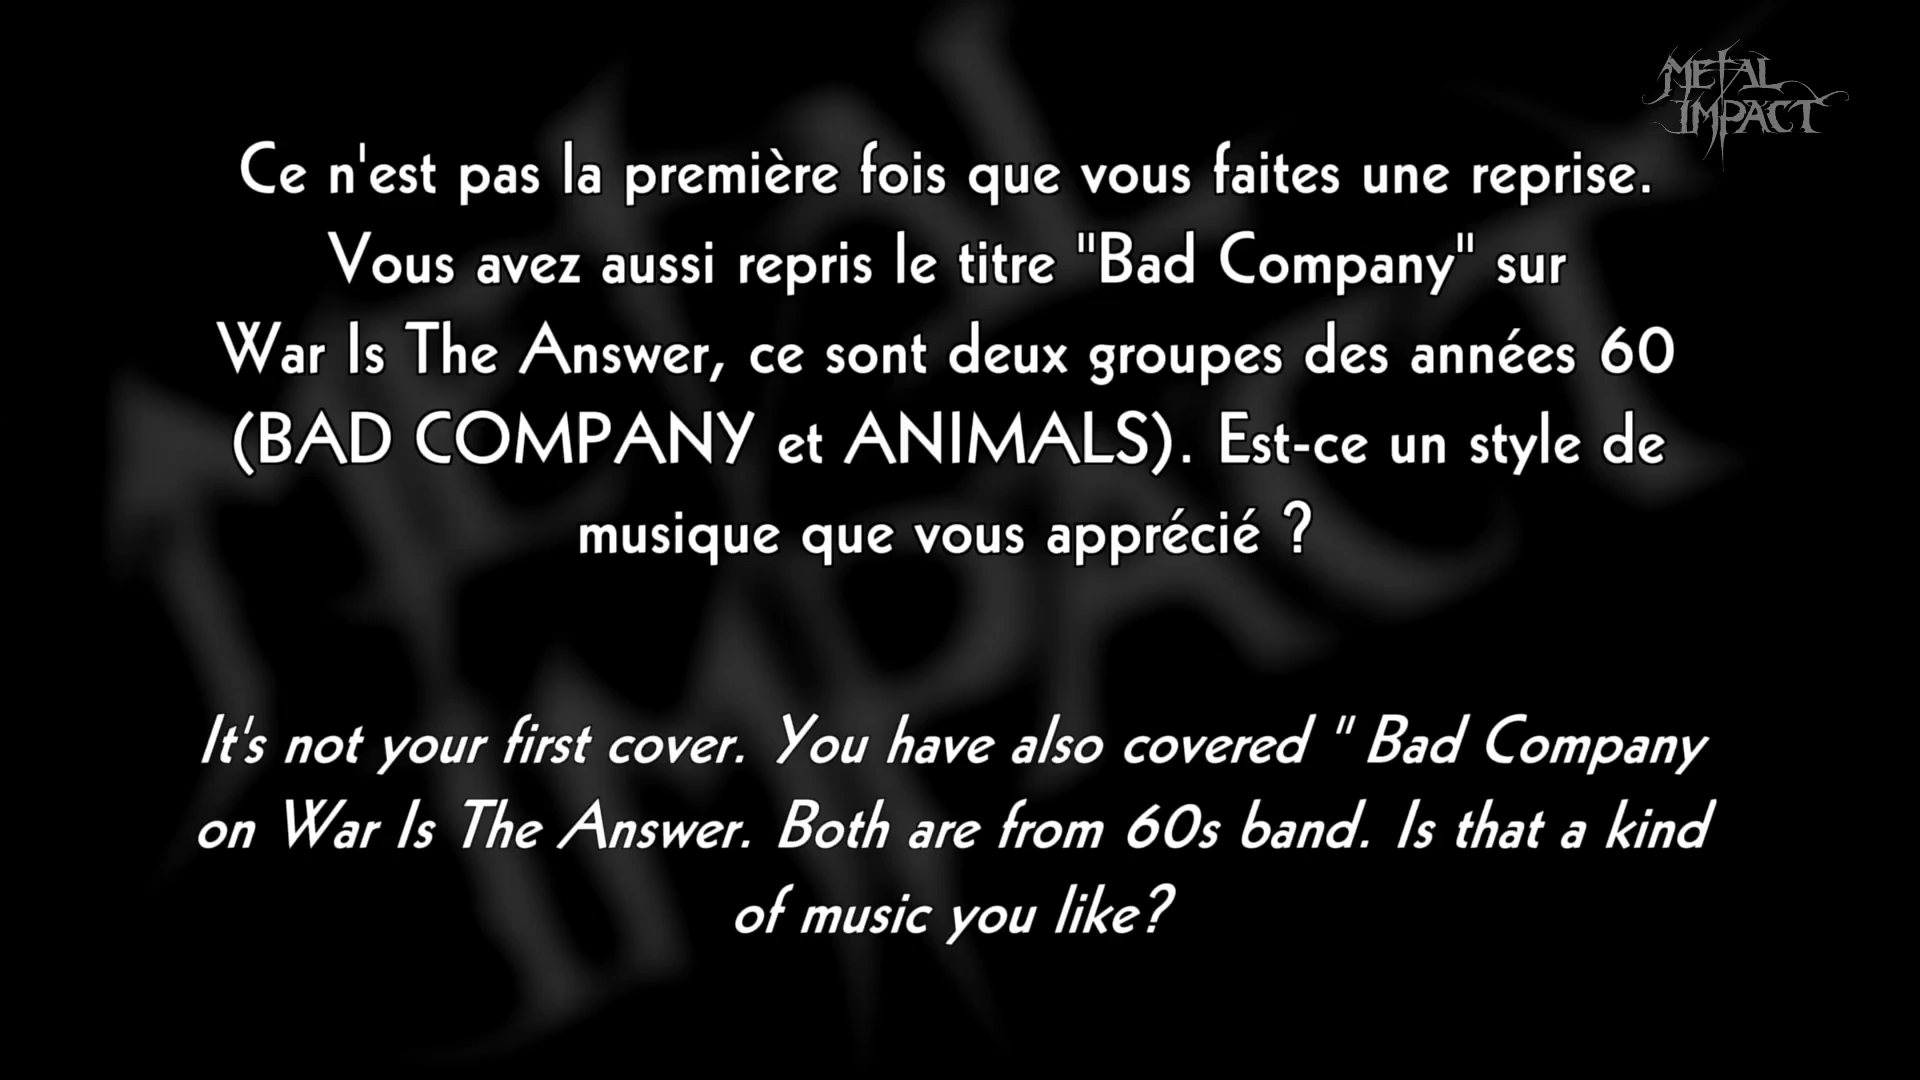 METAL
IMPACT
Ce n'est pas la première fois que vous faites une reprise.
Vous avez aussi repris le titre "Bad Company" sur
War Is The Answer, ce sont deux groupes des années 60
(BAD COMPANY et ANIMALS). Est-ce un style de
musique que vous apprécié ?
It's not your first cover. You have also covered " Bad Company
on War Is The Answer. Both are from 60s band. Is that a kind
of music you like?